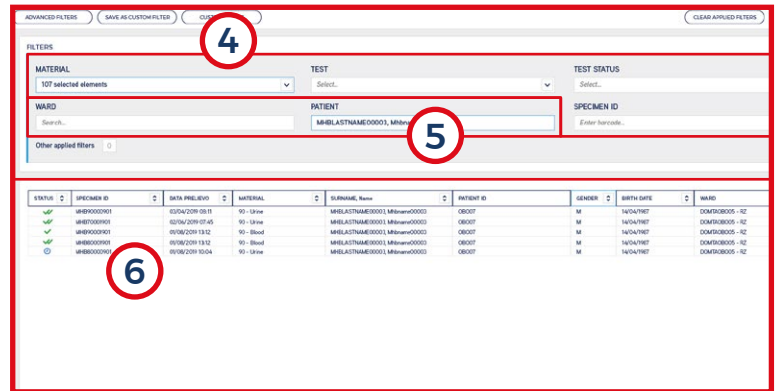 ADVANCED FILTERS SAVE AS CUSTOM FILTER CLEAR APPLIED FILTERS
4
FILTERS
MATERIAL TEST TEST STATUS
107 selected elements Select... Select...
WARD PATIENT SPECIMEN ID
Search... MHBLASTNAME00003, Enter barcode...
5
Other applied filters 0
STATUS SPECIMEN ID DATA PRELIEVO MATERIAL SURNAME, Name PATIENT ID GENDER BIRTH DATE WARD
MHB90000901 03/04/2019 08:11 90 - Urine MHBLASTNAME00003, Mhbname00003 OBO07 M 14/04/1987 DOMTAOBO05 - RZ
MHB70001901 02/04/2019 07:45 90 - Urine MHBLASTNAME00003, Mhbname00003 OBO07 M 14/04/1987 DOMTAOBO05 - RZ
01/08/2019 13:12 90 - Blood MHBLASTNAME00003, Mhbname00003 OBO07 M 14/04/1987 DOMTAOBO05 - RZ
01/08/2019 13:12 90 - Blood MHBLASTNAME00003, Mhbname00003 OBO07 M 14/04/1987 DOMTAOBO05 - RZ
01/08/2019 10:04 90 - Urine MHBLASTNAME00003, Mhbname00003 OBO07 M 14/04/1987 DOMTAOBO05 - RZ
6